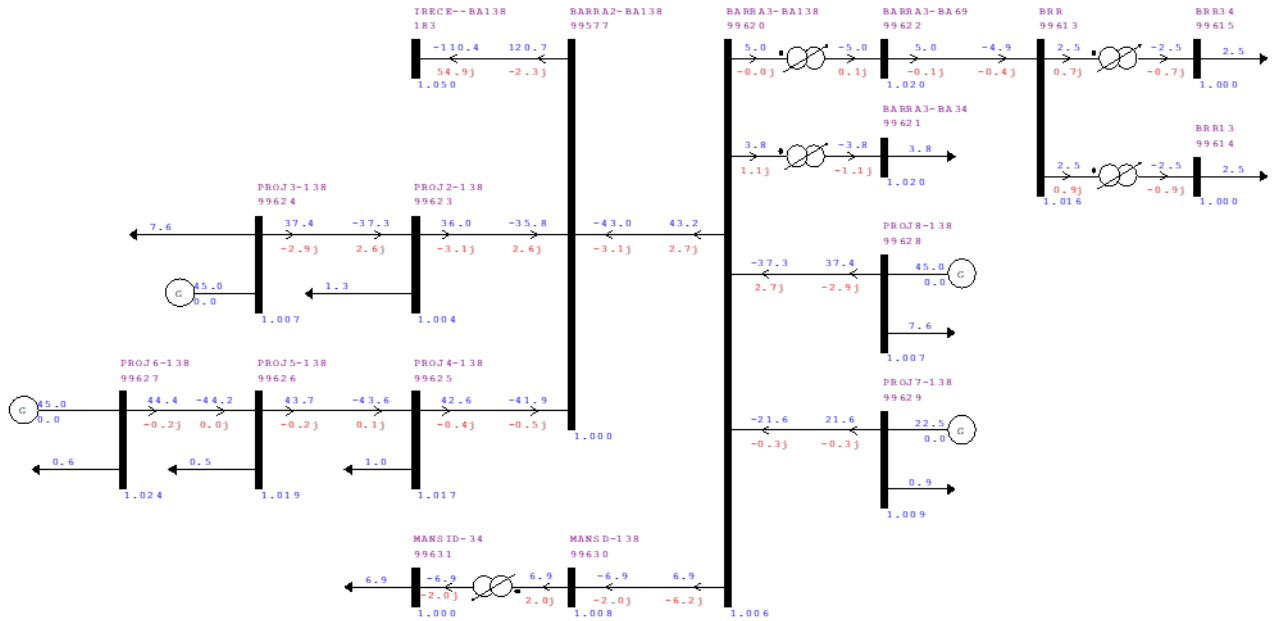 IRECE--BA138
183
BARRA2-BA138
99577
BARRA3-BA138
99620
BARRA3-BA69
99622
BRR
99613
BRR34
99615
-110.4
120.7
5.0
-5.0
5.0
-4.9
2.5
-2.5
2.5
54.9j
-2.3j
-0.0j
0.1j
-0.1j
-0.4j
0.7j
-0.7j
1.050
1.020
1.000
BARRA3-BA34
99621
BRR13
99614
3.8
-3.8
3.8
1.1j
-1.1j
1.020
2.5
-2.5
2.5
0.9j
-0.9j
1.016
1.000
PROJ3-138
99624
PROJ2-138
99623
PROJ8-138
99628
7.6
37.4
-37.3
36.0
-35.8
-43.0
43.2
-2.9j
2.6j
-3.1j
2.6j
-3.1j
2.7j
-37.3
37.4
45.0
G
2.7j
-2.9j
0.0
G
45.0
0.0
1.3
1.007
1.004
7.6
1.007
PROJ6-138
99627
PROJ5-138
99626
PROJ4-138
99625
PROJ7-138
99629
G
45.0
0.0
44.4
-44.2
43.7
-43.6
42.6
-41.9
-0.2j
0.0j
-0.2j
0.1j
-0.4j
-0.5j
1.000
-21.6
21.6
22.5
G
-0.3j
-0.3j
0.0
0.6
0.5
1.0
1.024
1.019
1.017
0.9
1.009
MANSID-34
99631
MANSD-138
99630
6.9
-6.9
6.9
-6.9
6.9
-2.0j
2.0j
-2.0j
-6.2j
1.000
1.008
1.006